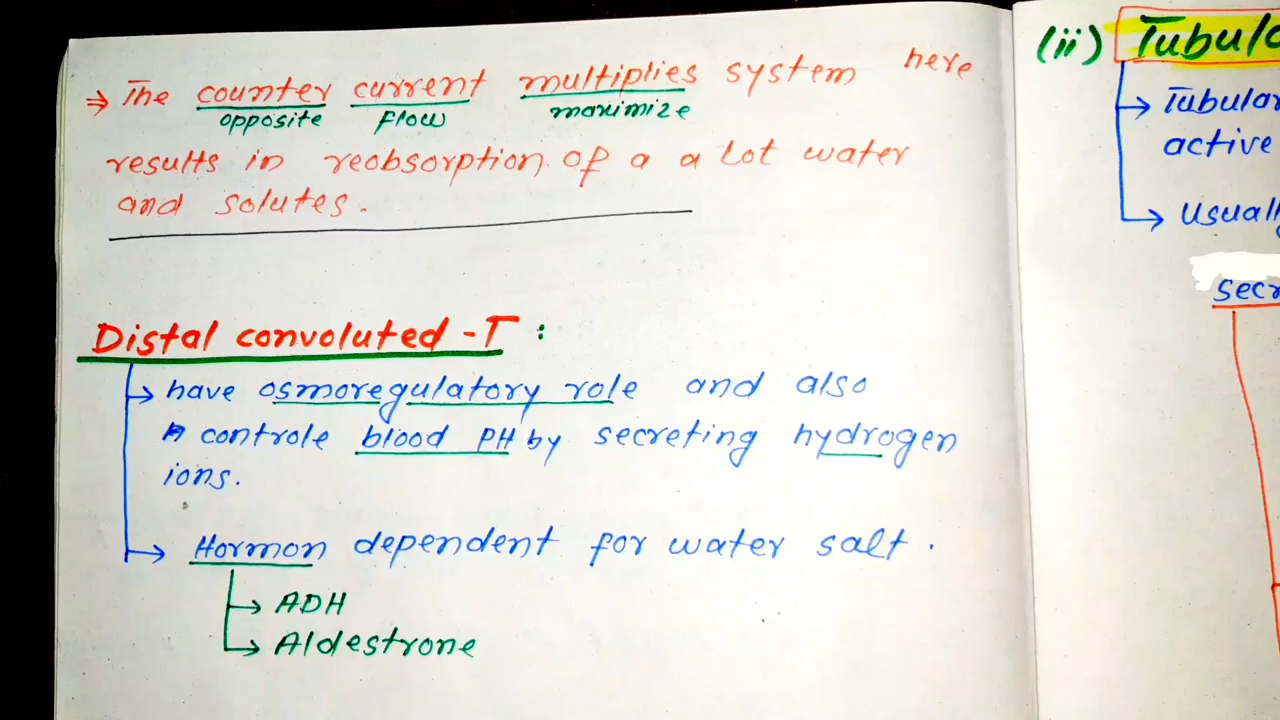 ⇒ The counter current multiplies system here
opposite flow maximize
results in reobsorption of a a Lot water
and solutes.
Distal convoluted -T :
→ have osmoregulatory role and also
controle blood PH by secreting hydrogen
ions.
→ Hormon dependent for water salt.
→ ADH
→ Aldestrone
(ii) Tubul
→ Tubular
active
→ Usually
secr